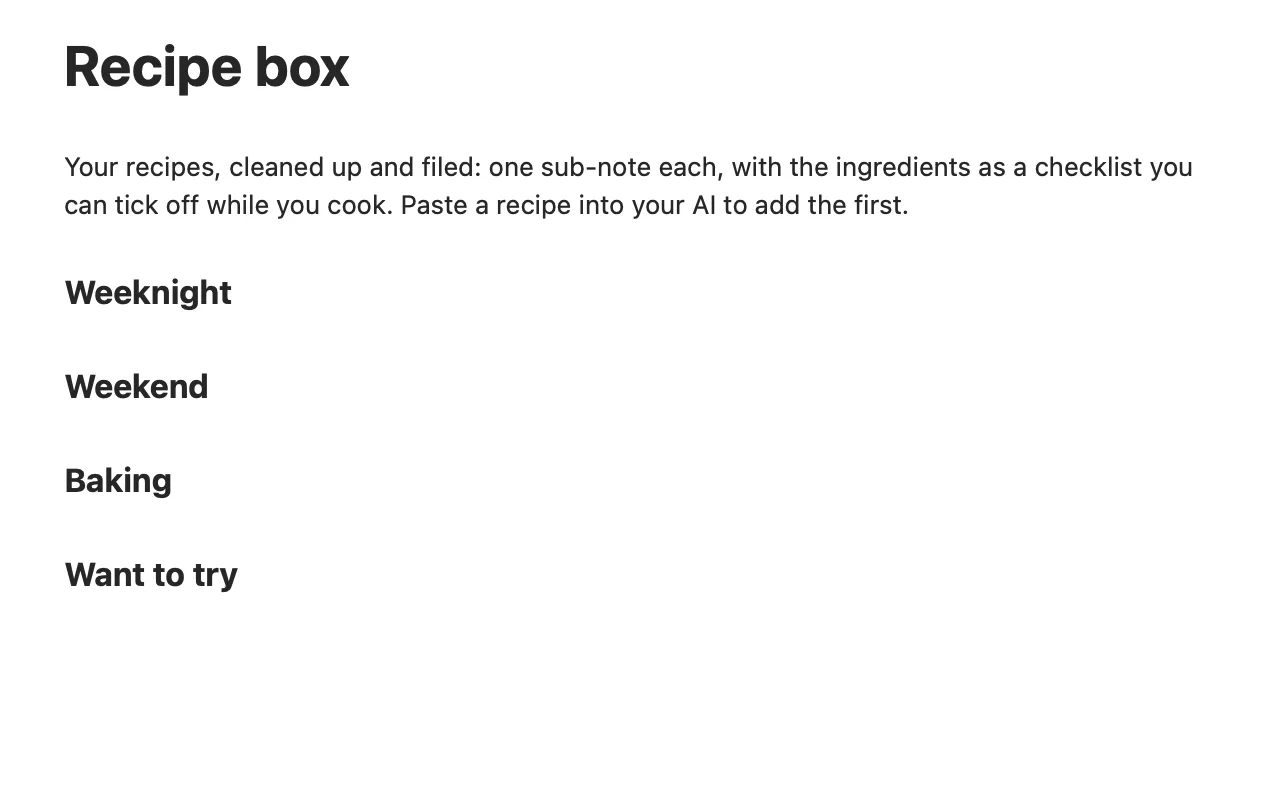 Recipe box
Your recipes, cleaned up and filed: one sub-note each, with the ingredients as a checklist you
can tick off while you cook. Paste a recipe into your AI to add the first.
Weeknight
Weekend
Baking
Want to try